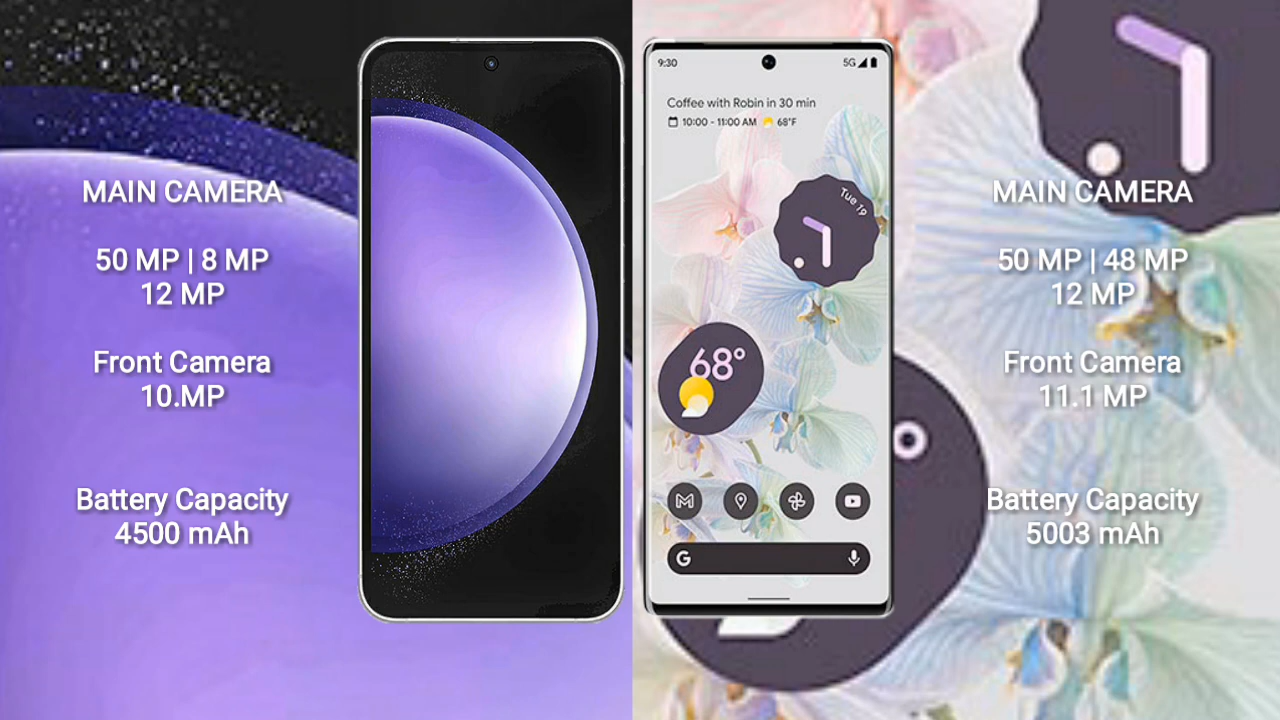 MAIN CAMERA
50 MP | 8 MP
12 MP
Front Camera
10.MP
Battery Capacity
4500 mAh
9:30
5G
Coffee with Robin in 30 min
10:00 - 11:00 AM 68°F
Tue 19
68°
G
MAIN CAMERA
50 MP | 48 MP
12 MP
Front Camera
11.1 MP
Battery Capacity
5003 mAh